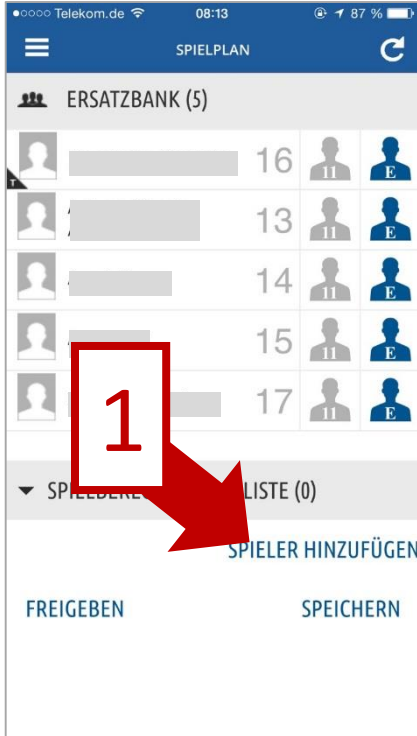 Telekom.de 08:13 87 %
SPIELPLAN
ERSATZBANK (5)
T 16 11 E
13 11 E
14 11 E
15 11 E
17 11 E
1
LISTE (0)
SPIELER HINZUFÜGEN
FREIGEBEN SPEICHERN